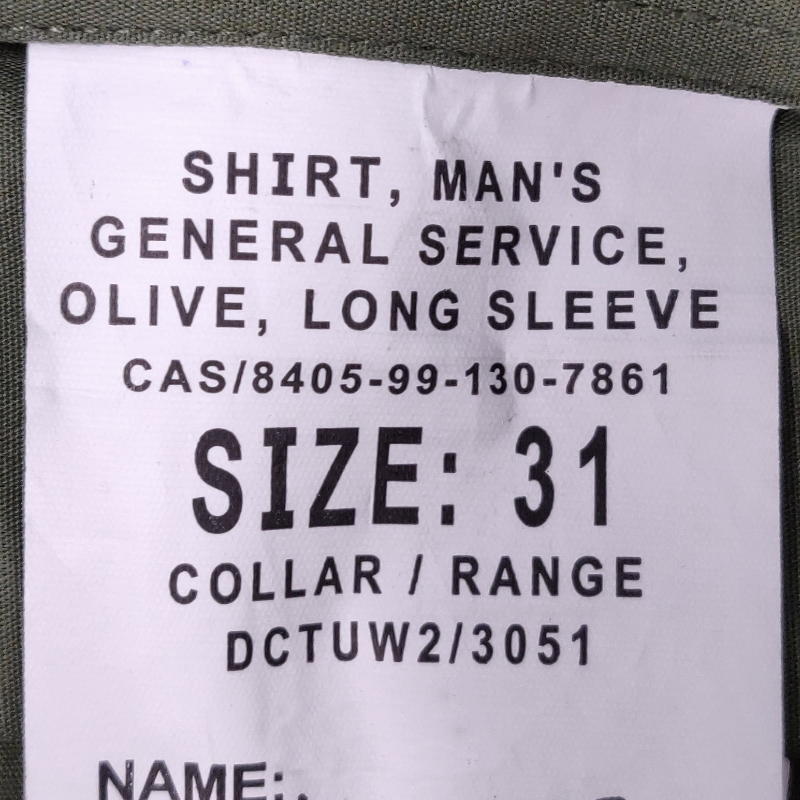 SHIRT, MAN'S
GENERAL SERVICE,
OLIVE, LONG SLEEVE
CAS/8405-99-130-7861
SIZE: 31
COLLAR / RANGE
DCTUW2/3051
NAME: